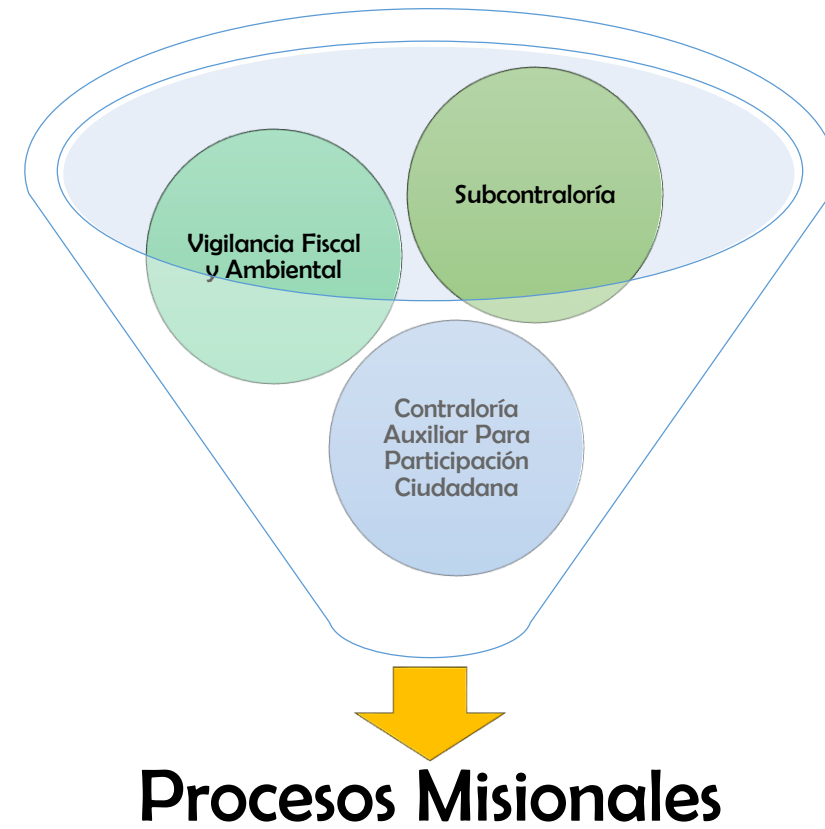 Subcontraloría
Vigilancia Fiscal
y Ambiental
Contraloría
Auxiliar Para
Participación
Ciudadana
Procesos Misionales